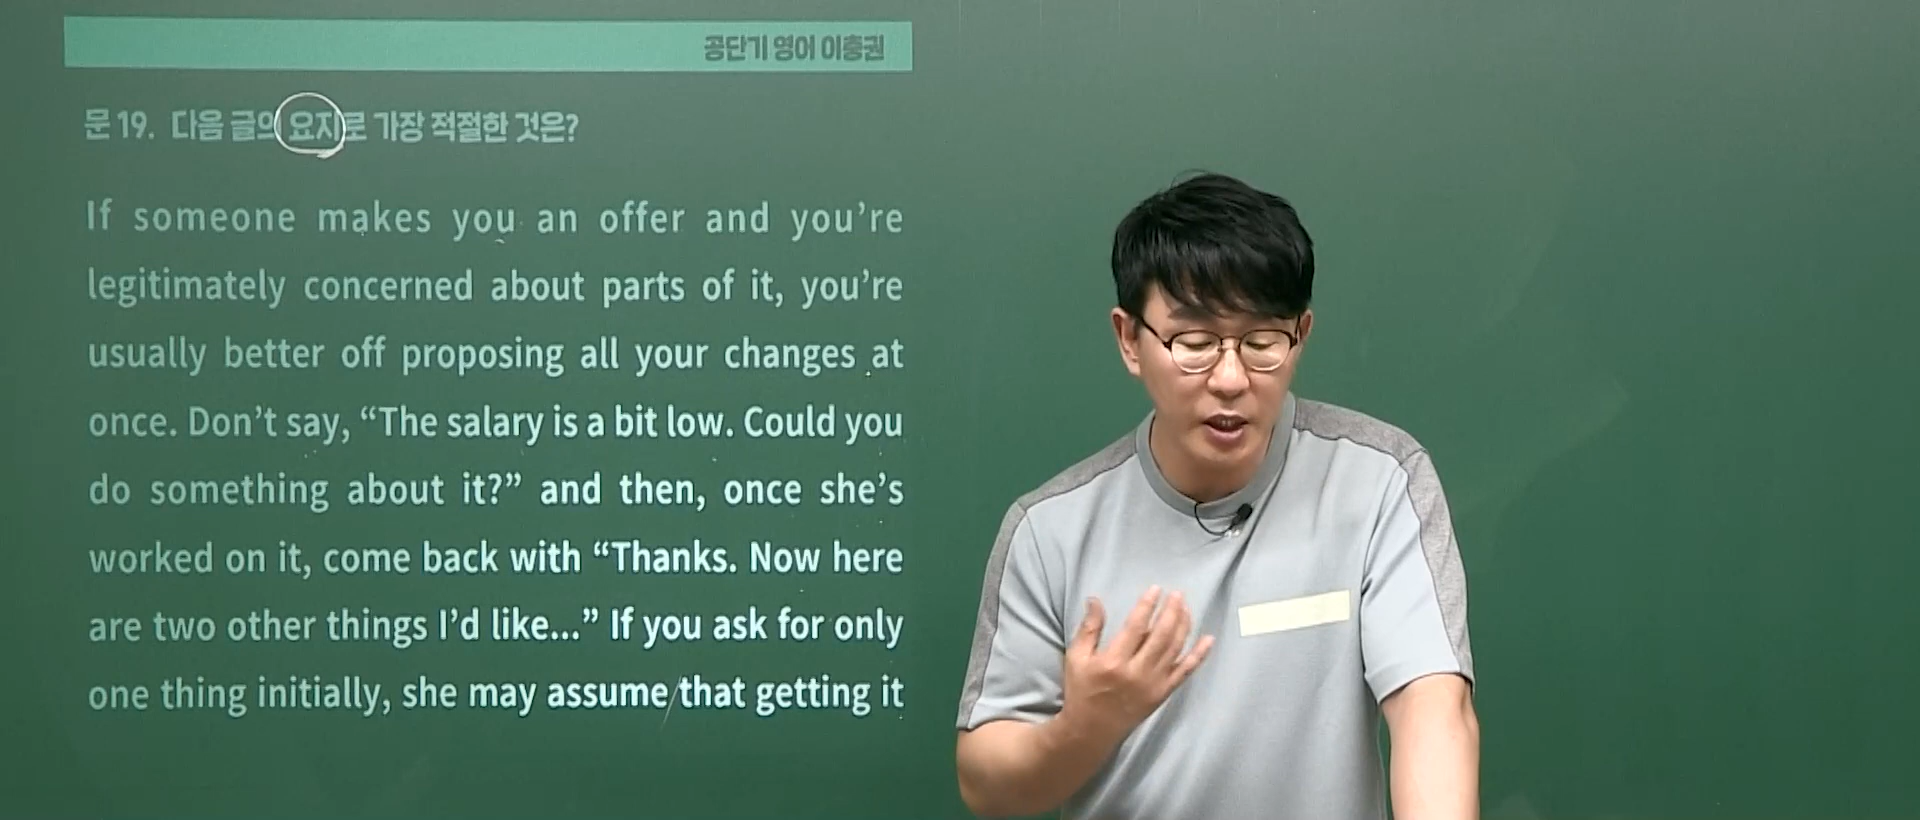 공단기 영어 이충권
문 19. 다음 글의 요지로 가장 적절한 것은?
If someone makes you an offer and you’re
legitimately concerned about parts of it, you’re
usually better off proposing all your changes at
once. Don’t say, “The salary is a bit low. Could you
do something about it?” and then, once she’s
worked on it, come back with “Thanks. Now here
are two other things I’d like...” If you ask for only
one thing initially, she may assume that getting it